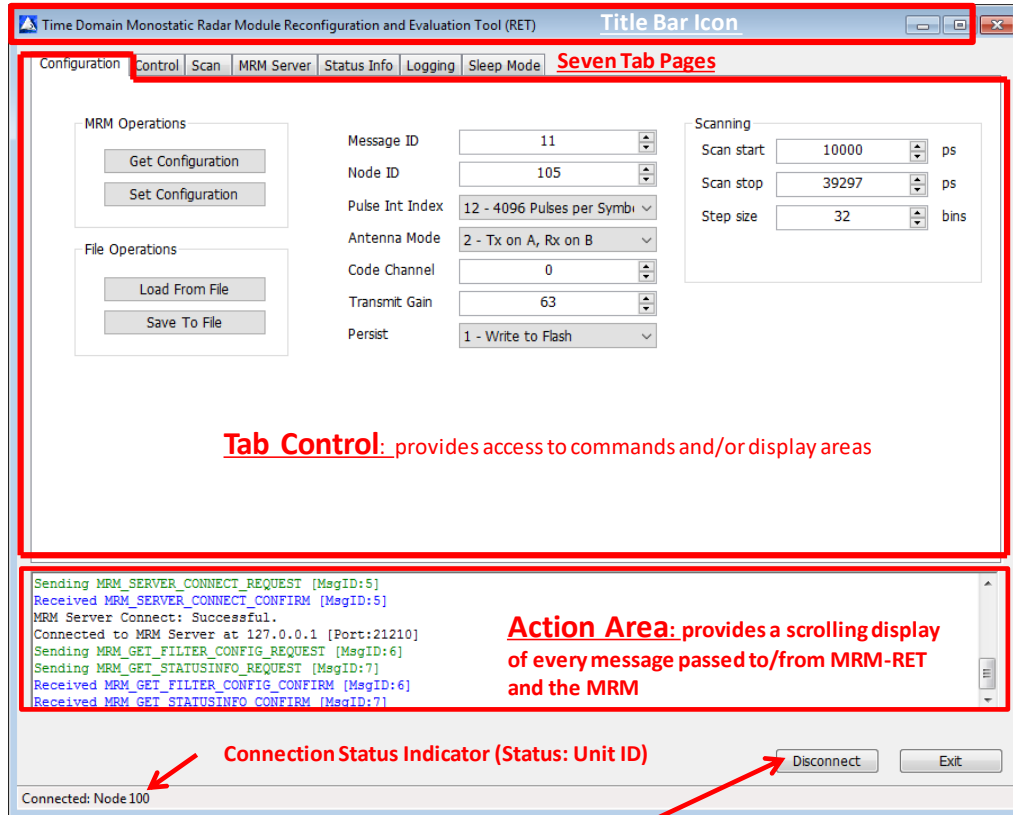 Time Domain Monostatic Radar Module Reconfiguration and Evaluation Tool (RET)
Title Bar Icon
Configuration
Control
Scan
MRM Server
Status Info
Logging
Sleep Mode
Seven Tab Pages
MRM Operations
Get Configuration
Set Configuration
File Operations
Load From File
Save To File
Message ID 11
Node ID 105
Pulse Int Index 12 - 4096 Pulses per Symb
Antenna Mode 2 - Tx on A, Rx on B
Code Channel 0
Transmit Gain 63
Persist 1 - Write to Flash
Scanning
Scan start 10000 ps
Scan stop 39297 ps
Step size 32 bins
Tab Control: provides access to commands and/or display areas
Sending MRM_SERVER_CONNECT_REQUEST [MsgID:5]
Received MRM_SERVER_CONNECT_CONFIRM [MsgID:5]
MRM Server Connect: Successful.
Connected to MRM Server at 127.0.0.1 [Port:21210]
Sending MRM_GET_FILTER_CONFIG_REQUEST [MsgID:6]
Sending MRM_GET_STATUSINFO_REQUEST [MsgID:7]
Received MRM_GET_FILTER_CONFIG_CONFIRM [MsgID:6]
Received MRM_GET_STATUSINFO_CONFIRM [MsgID:7]
Action Area: provides a scrolling display
of every message passed to/from MRM-RET
and the MRM
Connection Status Indicator (Status: Unit ID)
Disconnect
Exit
Connected: Node 100